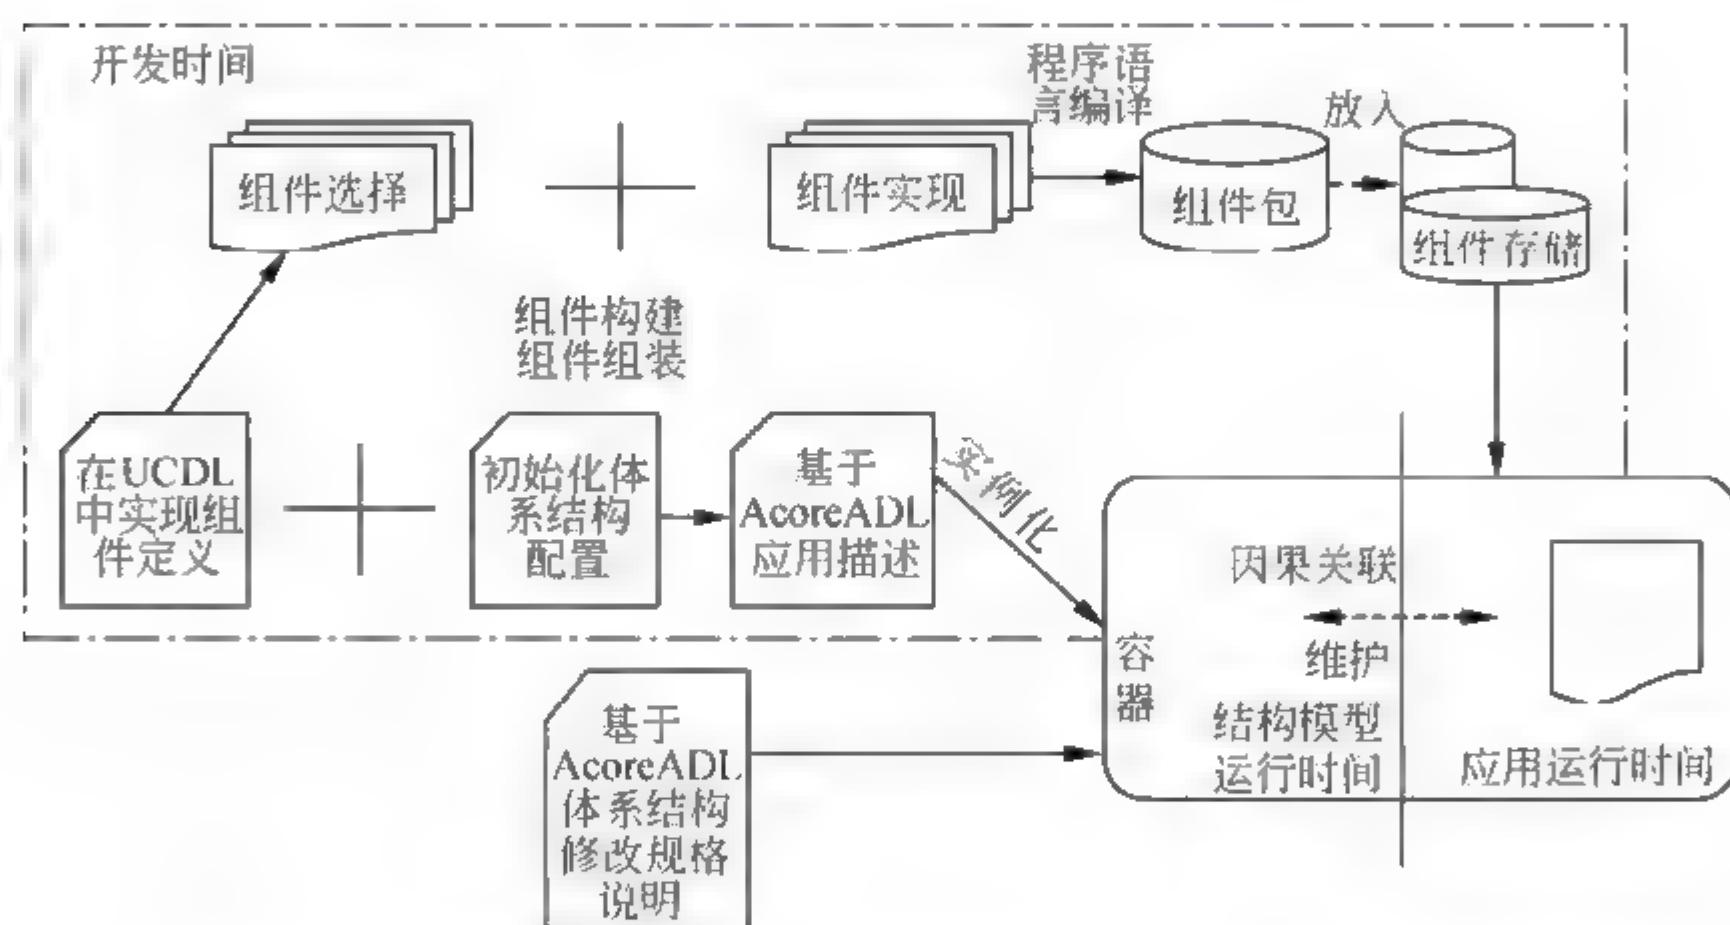 开发时间
程序语
言编译
放入
组件选择
组件实现
组件包
组件存储
组件构建
组件组装
在UCDL
中实现组
件定义
初始化体
系结构
配置
基于
AcoreADL
应用描述
实例化
因果关联
维护
容
器
结构模型
运行时间
应用运行时间
基于
AcoreADL
体系结构
修改规格
说明